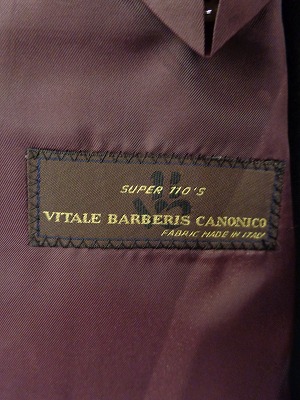 SUPER 110'S
VITALE BARBERIS CANONICO
FABRIC MADE IN ITALY